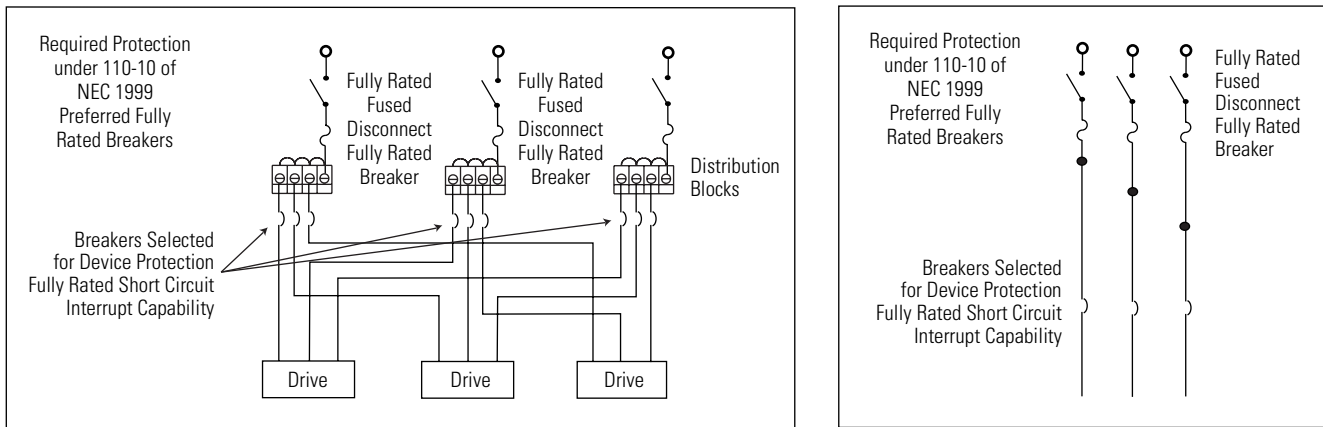 Required Protection
under 110-10 of
NEC 1999
Preferred Fully
Rated Breakers
Fully Rated
Fused
Disconnect
Fully Rated
Breaker
Fully Rated
Fused
Disconnect
Fully Rated
Breaker
Distribution
Blocks
Breakers Selected
for Device Protection
Fully Rated Short Circuit
Interrupt Capability
Drive
Drive
Drive
Required Protection
under 110-10 of
NEC 1999
Preferred Fully
Rated Breakers
Fully Rated
Fused
Disconnect
Fully Rated
Breaker
Breakers Selected
for Device Protection
Fully Rated Short Circuit
Interrupt Capability